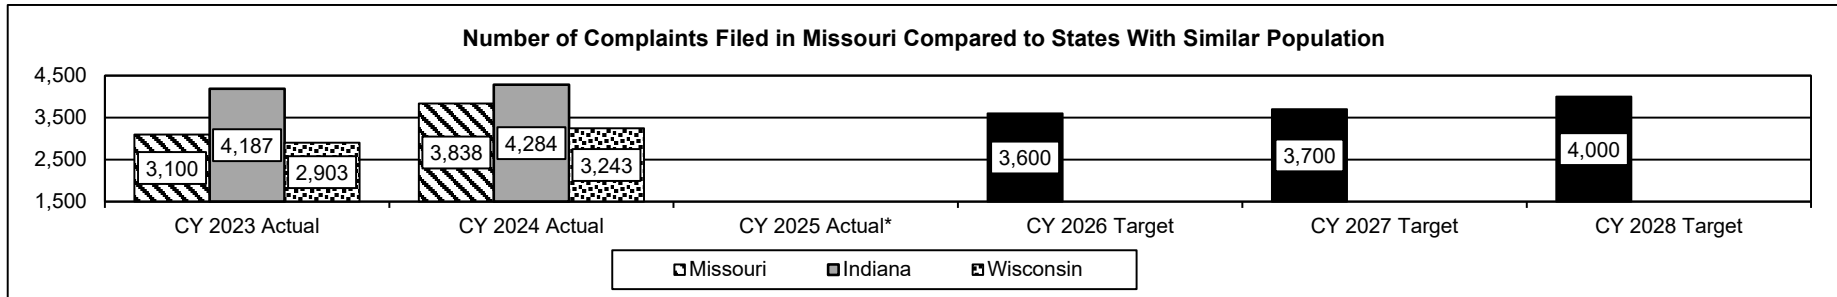 Number of Complaints Filed in Missouri Compared to States With Similar Population
4,500
3,500
2,500
1,500
3,100
4,187
2,903
3,838
4,284
3,243
3,600
3,700
4,000
CY 2023 Actual
CY 2024 Actual
CY 2025 Actual*
CY 2026 Target
CY 2027 Target
CY 2028 Target
Missouri
Indiana
Wisconsin